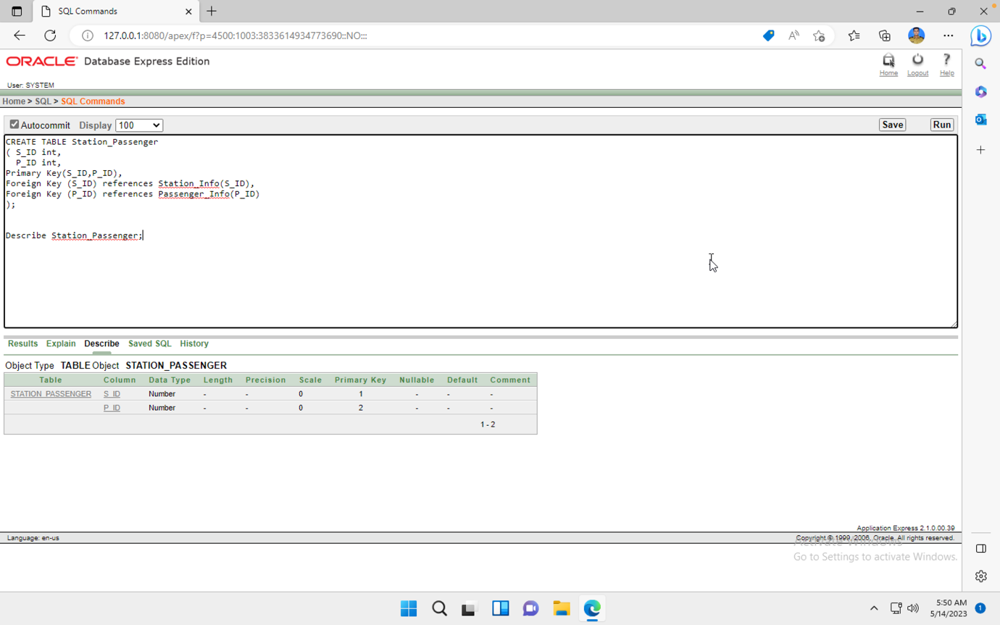 SQL Commands
127.0.0.1:8080/apex/f?p=4500:1003:3833614934773690::NO:::
ORACLE Database Express Edition
Home Logout Help
User: SYSTEM
Home > SQL > SQL Commands
Autocommit Display 100 Save Run
CREATE TABLE Station_Passenger
( S_ID int,
P_ID int,
Primary Key(S_ID,P_ID),
Foreign Key (S_ID) references Station_Info(S_ID),
Foreign Key (P_ID) references Passenger_Info(P_ID)
);
Describe Station_Passenger;
Results Explain Describe Saved SQL History
Object Type TABLE Object STATION_PASSENGER
Table Column Data Type Length Precision Scale Primary Key Nullable Default Comment
STATION_PASSENGER S_ID Number - - 0 1 - - -
P_ID Number - - 0 2 - - -
1 - 2
Application Express 2.1.0.00.39
Language: en-us Copyright © 1999, 2006, Oracle. All rights reserved.
Activate Windows
Go to Settings to activate Windows.
5:50 AM
5/14/2023 1